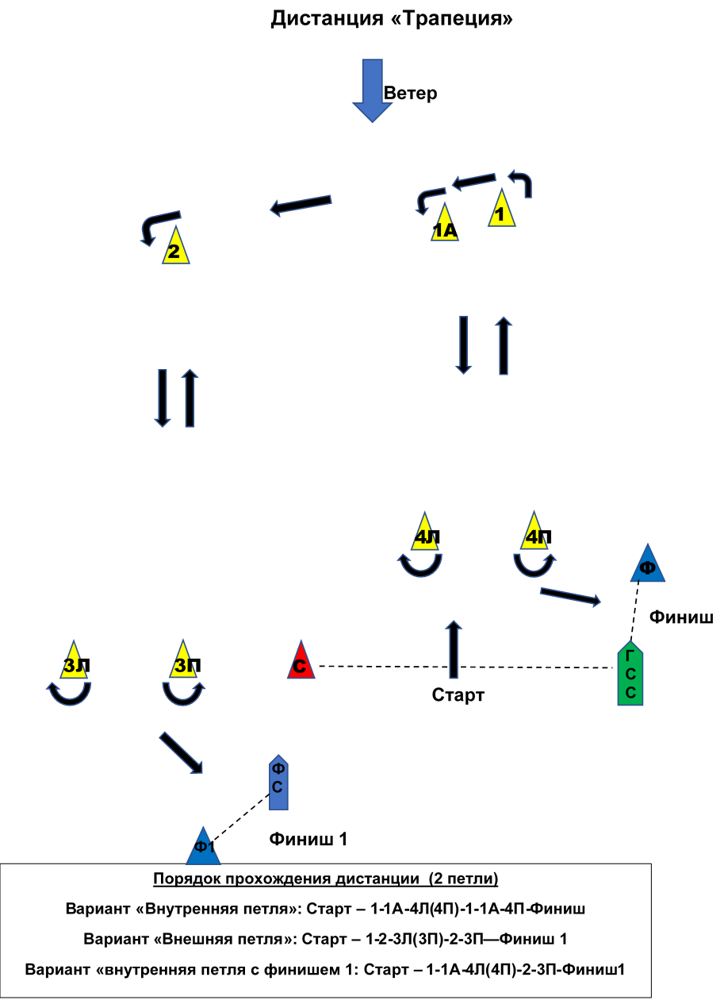 Дистанция «Трапеция»
Ветер
1
1А
2
4Л
4П
Ф
Финиш
3Л
3П
С
Г
С
С
Старт
Ф
С
Финиш 1
Ф1
Порядок прохождения дистанции (2 петли)
Вариант «Внутренняя петля»: Старт – 1-1А-4Л(4П)-1-1А-4П-Финиш
Вариант «Внешняя петля»: Старт – 1-2-3Л(3П)-2-3П—Финиш 1
Вариант «внутренняя петля с финишем 1: Старт – 1-1А-4Л(4П)-2-3П-Финиш1